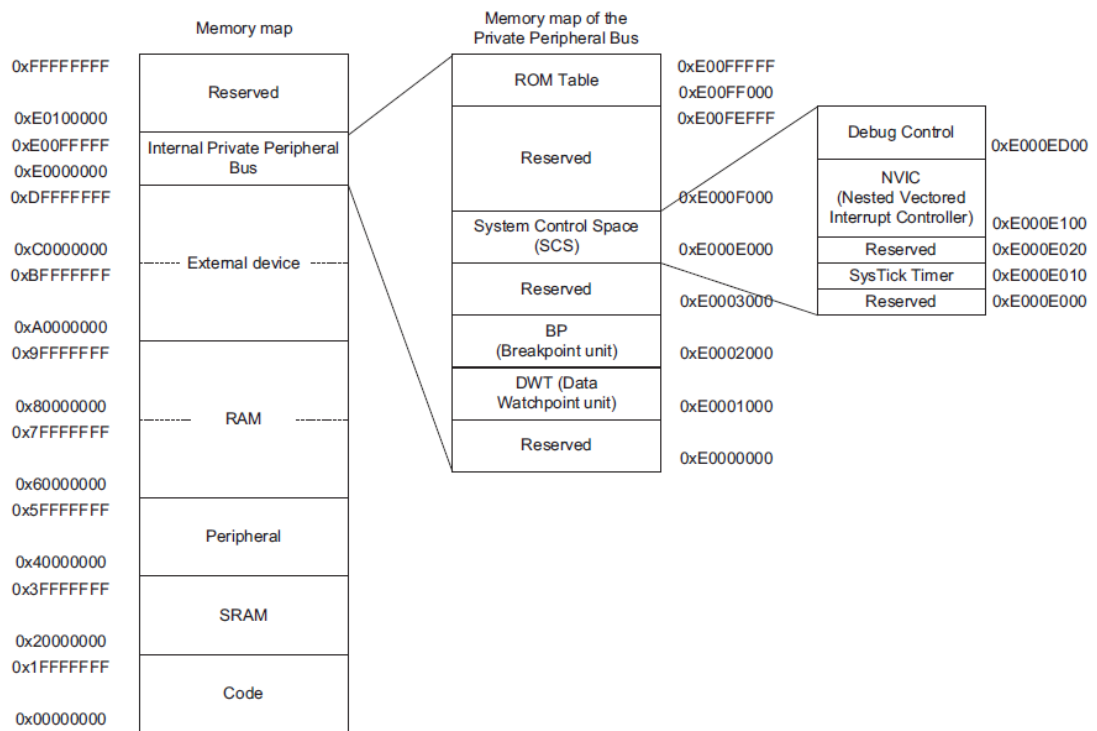 Memory map
0xFFFFFFFF
Reserved
0xE0100000
0xE00FFFFF
Internal Private Peripheral
Bus
0xE0000000
0xDFFFFFFF
0xC0000000
External device
0xBFFFFFFF
0xA0000000
0x9FFFFFFF
0x80000000
RAM
0x7FFFFFFF
0x60000000
0x5FFFFFFF
Peripheral
0x40000000
0x3FFFFFFF
SRAM
0x20000000
0x1FFFFFFF
Code
0x00000000
Memory map of the
Private Peripheral Bus
ROM Table
0xE00FFFFF
0xE00FF000
0xE00FEFFF
Reserved
0xE000F000
System Control Space
(SCS)
0xE000E000
Reserved
0xE0003000
BP
(Breakpoint unit)
0xE0002000
DWT (Data
Watchpoint unit)
0xE0001000
Reserved
0xE0000000
Debug Control
0xE000ED00
NVIC
(Nested Vectored
Interrupt Controller)
0xE000E100
Reserved
0xE000E020
SysTick Timer
0xE000E010
Reserved
0xE000E000